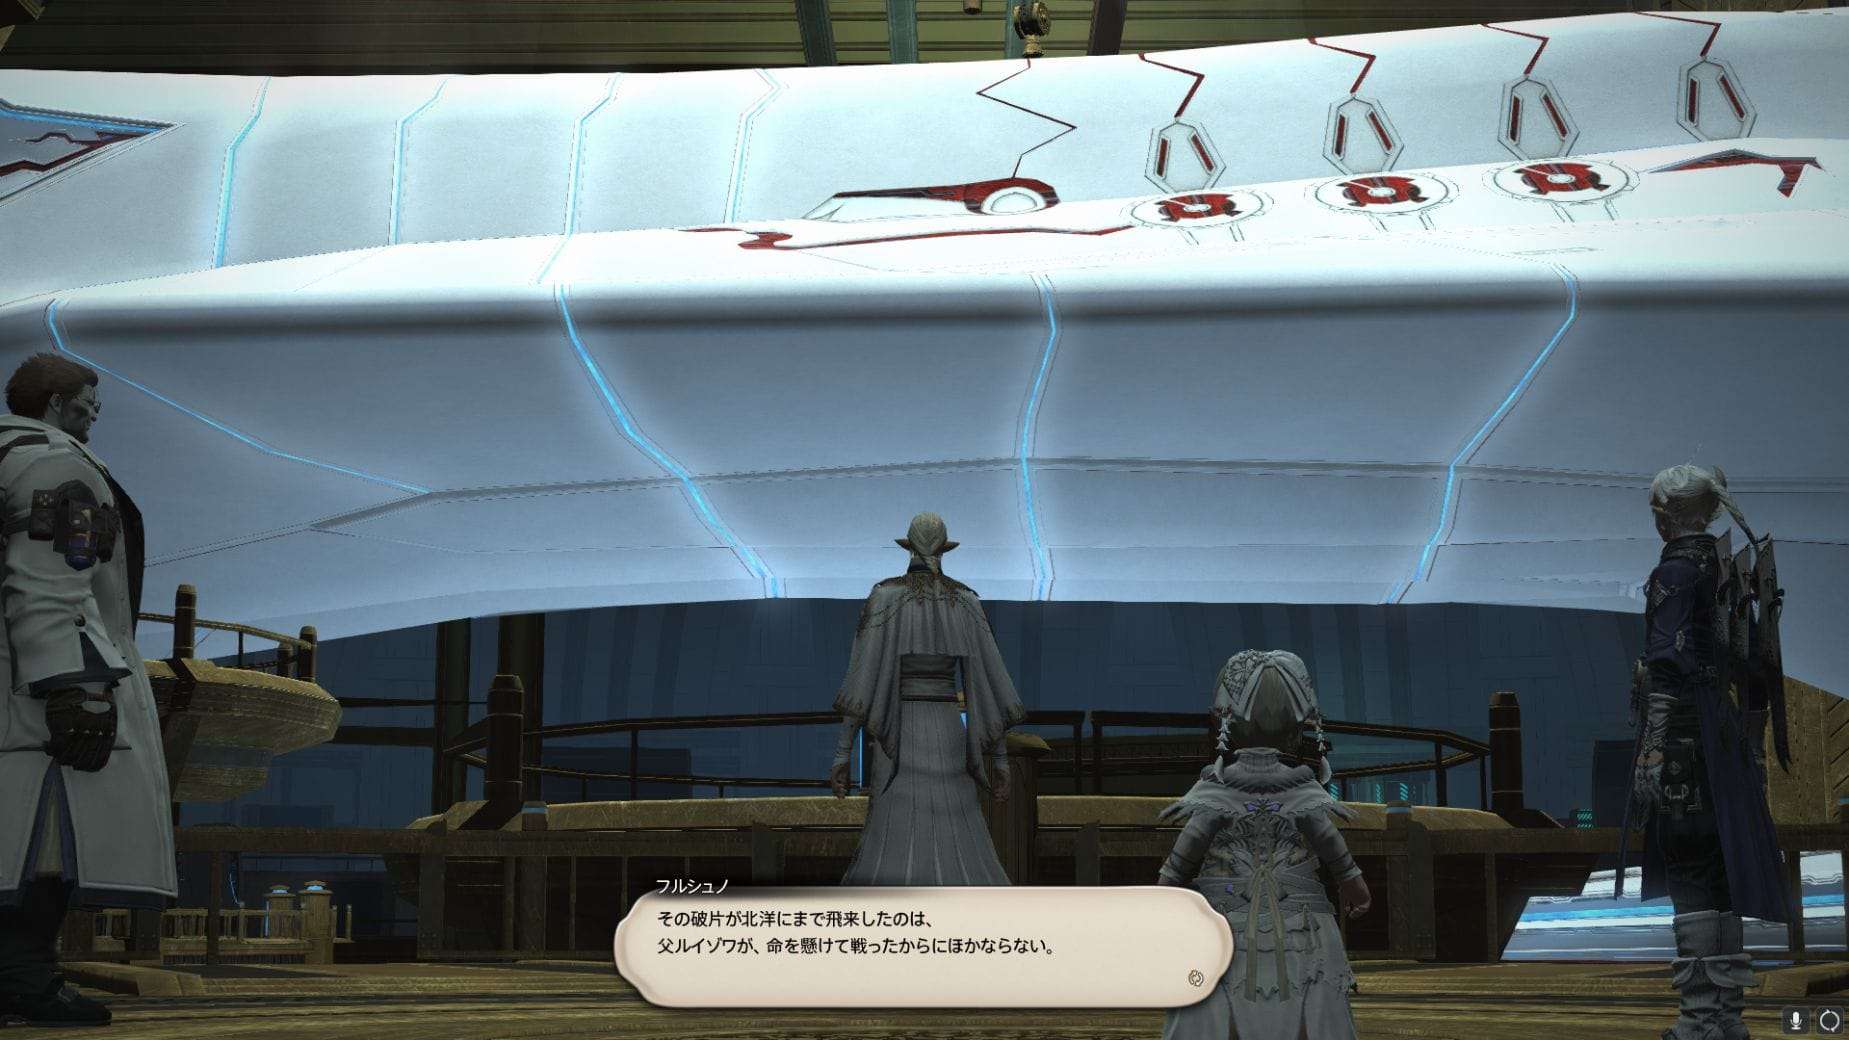 フルシュノ
その破片が北洋にまで飛来したのは、
父ルイゾワが、命を懸けて戦ったからにほかならない。